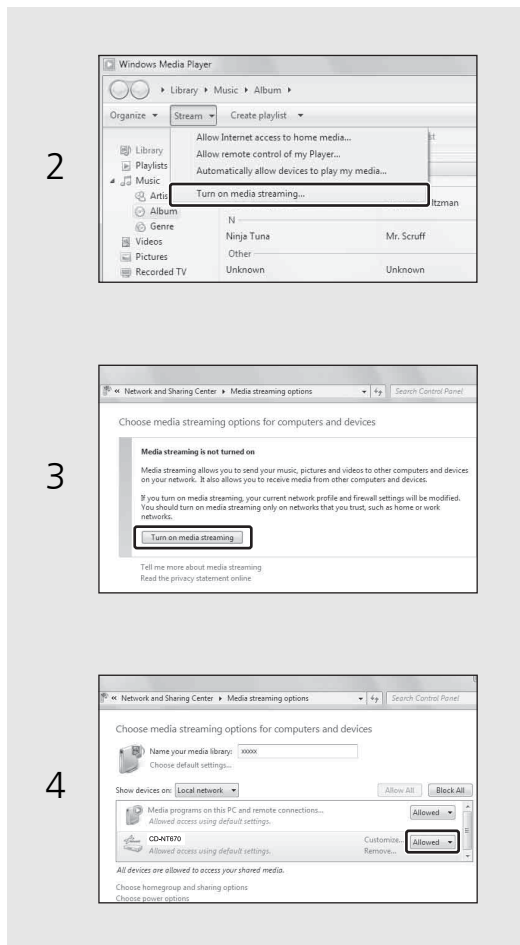 2
Windows Media Player
Library Music Album
Organize Stream Create playlist
Allow Internet access to home media...
Allow remote control of my Player...
Automatically allow devices to play my media...
Turn on media streaming...
Library
Playlists
Music
Artis
Album
Genre
Videos
Pictures
Recorded TV
st
ltzman
N
Ninja Tuna Mr. Scruff
Other
Unknown Unknown
3
« Network and Sharing Center Media streaming options Search Control Panel
Choose media streaming options for computers and devices
Media streaming is not turned on
Media streaming allows you to send your music, pictures and videos to other computers and devices
on your network. It also allows you to receive media from other computers and devices.
If you turn on media streaming, your current network profile and firewall settings will be modified.
You should turn on media streaming only on networks that you trust, such as home or work
networks.
Turn on media streaming
Tell me more about media streaming
Read the privacy statement online
4
« Network and Sharing Center Media streaming options Search Control Panel
Choose media streaming options for computers and devices
Name your media library: xxxxx
Choose default settings...
Show devices on: Local network Allow All Block All
Media programs on this PC and remote connections... Allowed
Allowed access using default settings.
CD-NT670 Customize... Allowed
Allowed access using default settings. Remove...
All devices are allowed to access your shared media.
Choose homegroup and sharing options
Choose power options